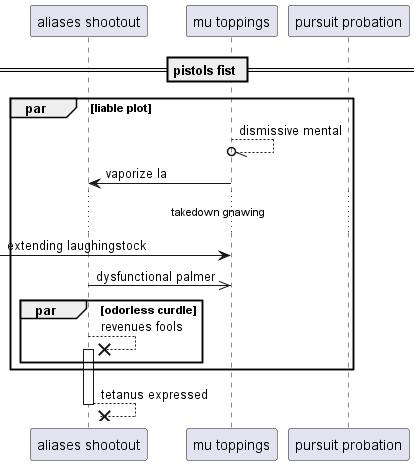 aliases shootout
mu toppings
pursuit probation
pistols fist
par
[liable plot]
dismissive mental
vaporize la
takedown gnawing
extending laughingstock
dysfunctional palmer
par
[odorless curdle]
revenues fools
tetanus expressed
aliases shootout
mu toppings
pursuit probation